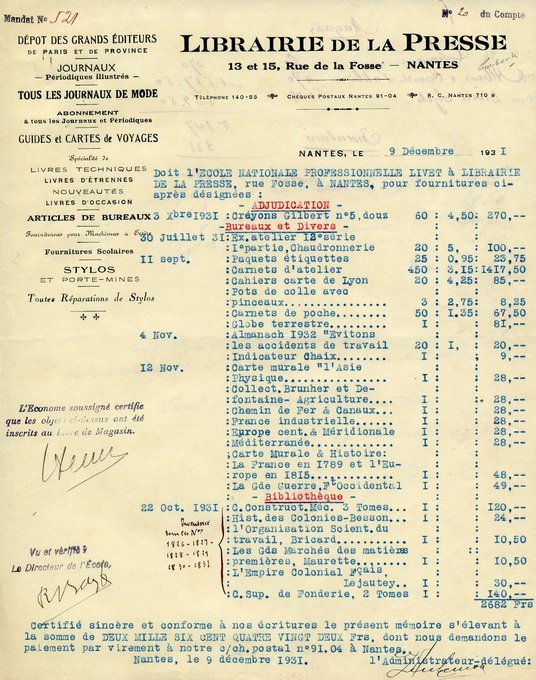 Mandat No 521
No 20 du Compte
DÉPOT DES GRANDS ÉDITEURS
DE PARIS ET DE PROVINCE
JOURNAUX
– Périodiques illustrés –
TOUS LES JOURNAUX DE MODE
ABONNEMENT
à tous les Journaux et Périodiques
GUIDES et CARTES de VOYAGES
Spécialité de
LIVRES TECHNIQUES
LIVRES D'ÉTRENNES
NOUVEAUTÉS
LIVRES D'OCCASION
ARTICLES DE BUREAUX
Fournitures pour Machines à Écrire
Fournitures Scolaires
STYLOS
ET PORTE-MINES
Toutes Réparations de Stylos
LIBRAIRIE DE LA PRESSE
13 et 15, Rue de la Fosse – NANTES
TÉLÉPHONE 140-55 CHÈQUES POSTAUX NANTES 91-04 R. C. NANTES 710 B
NANTES, LE 9 Décembre 1931
Doit l'ECOLE NATIONALE PROFESSIONNELLE LIVET à LIBRAIRIE
DE LA PRESSE, rue Fosse, à NANTES, pour fournitures ci-
après désignées :
- ADJUDICATION -
3 xbre 1931 :Crayons Gilbert n°5,douz 60 : 4,50: 270,--
-Bureaux et Divers -
30 Juillet 31: Ex.atelier I2°série
:I°partie,Chaudronnerie 20 : 5, : 100,--
11 sept. :Paquets étiquettes 25 : 0.95: 23,75
:Carnets d'atelier 450 : 3.15: 1417,50
:Cahiers carte de Lyon 20 : 4,25: 85,--
:Pots de colle avec
:pinceaux 3 : 2,75: 8,25
:Carnets de poche 50 : 1.35: 67,50
:Globe terrestre I : : 81,--
4 Nov. :Almanach 1932 "Evitons
:les accidents de travail 20 : I, : 20,--
:Indicateur Chaix I : : 9,--
12 Nov. :Carte murale "l'Asie
:Physique I : : 28,--
:Collect.Brunher et De-
:fontaine- Agriculture I : : 28,--
:Chemin de Fer & Canaux I : : 28,--
:France industrielle I : : 28,--
:Europe cent.& Méridionale I : : 28,--
:Méditerranée I : : 28,--
:Carte Murale & Histoire:
:La France en 1789 et l'Eu-
:rope en 1815 I : : 48,--
:La Gde Guerre,Ft Occidental I : : 49,--
- Bibliothèque -
22 Oct. 1931 :C.Construct.Méc. 3 Tomes I : : 120,--
:Hist.des Colonies-Besson I : : 24,--
:l'Organisation Scient.du
:travail, Bricard I : : 10,50
:Les Gds Marchés des matières
:premières, Maurette I : : 10,50
:L'Empire Colonial Fçais,
: Lejautey I : : 30,--
:C.Sup. de Fonderie, 2 Tomes I : : 140,--
2682 Frs
L'Econome soussigné certifie
que les objets ci-dessus ont été
inscrits au Livre de Magasin.
Inventorié
sous les Nos
1826-1827-
1828-1829
1830-1831
Vu et vérifié :
Le Directeur de l'École,
Certifié sincère et conforme à nos écritures le présent mémoire s'élevant à
la somme de DEUX MILLE SIX CENT QUATRE VINGT DEUX Frs, dont nous demandons le
paiement par virement à notre c/ch.postal n°91.04 à Nantes.
Nantes, le 9 décembre 1931. l'Administrateur-délégué: